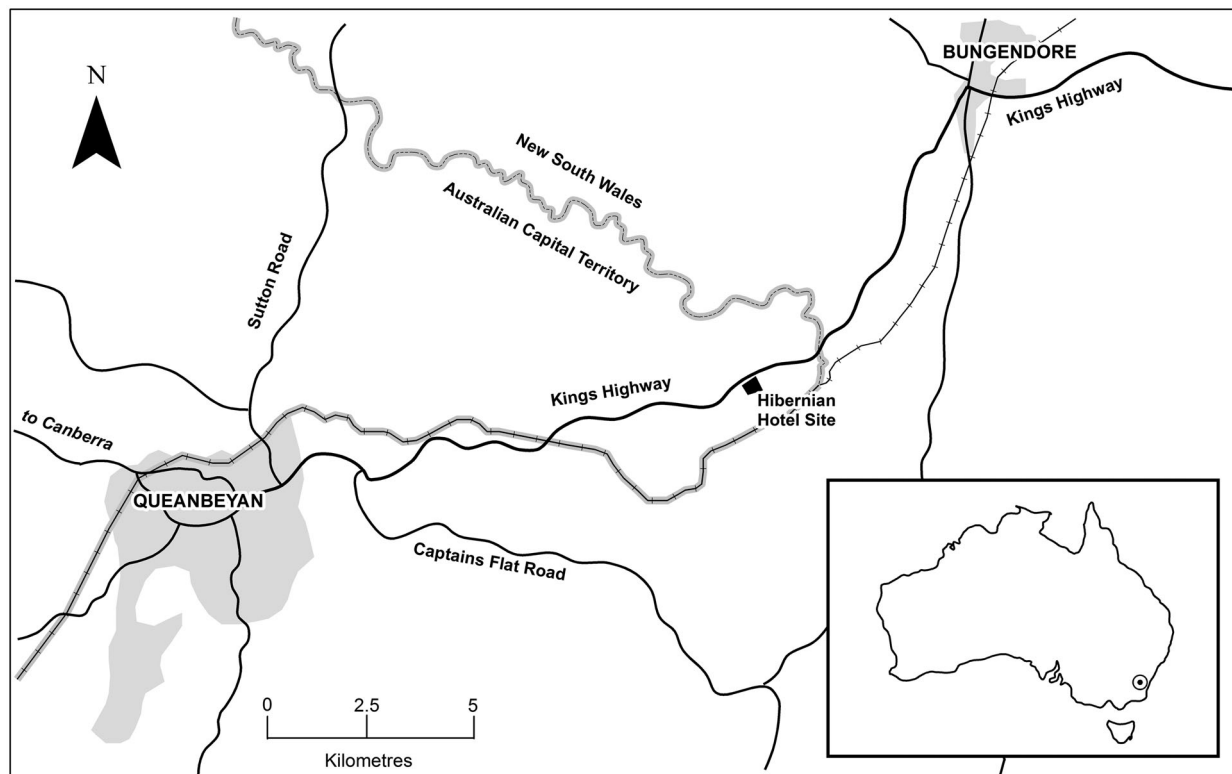 N
BUNGENDORE
Kings Highway
New South Wales
Australian Capital Territory
Sutton Road
Kings Highway
Hibernian
Hotel Site
to Canberra
QUEANBEYAN
Captains Flat Road
0 2.5 5
Kilometres